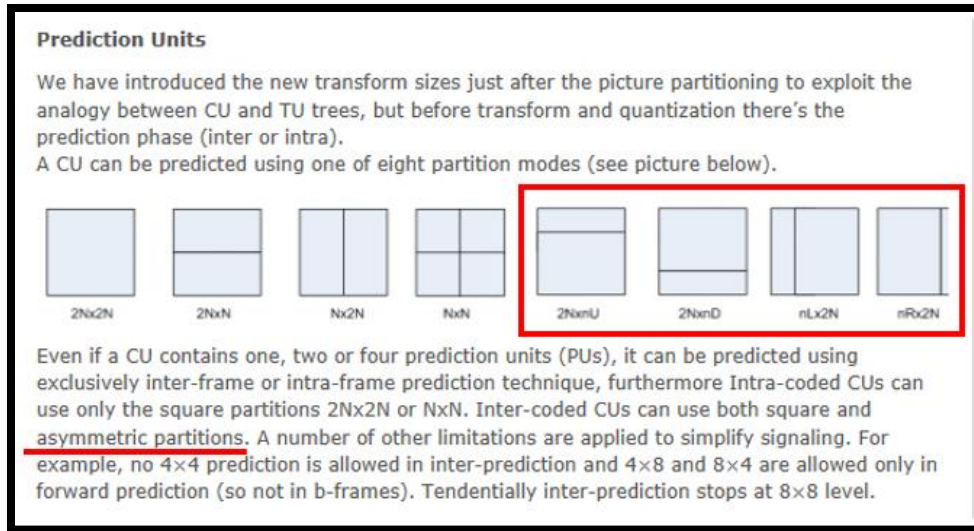 Prediction Units
We have introduced the new transform sizes just after the picture partitioning to exploit the
analogy between CU and TU trees, but before transform and quantization there's the
prediction phase (inter or intra).
A CU can be predicted using one of eight partition modes (see picture below).
2Nx2N 2NxN Nx2N NxN 2NxnU 2NxnD nLx2N nRx2N
Even if a CU contains one, two or four prediction units (PUs), it can be predicted using
exclusively inter-frame or intra-frame prediction technique, furthermore Intra-coded CUs can
use only the square partitions 2Nx2N or NxN. Inter-coded CUs can use both square and
asymmetric partitions. A number of other limitations are applied to simplify signaling. For
example, no 4×4 prediction is allowed in inter-prediction and 4×8 and 8×4 are allowed only in
forward prediction (so not in b-frames). Tendentially inter-prediction stops at 8×8 level.